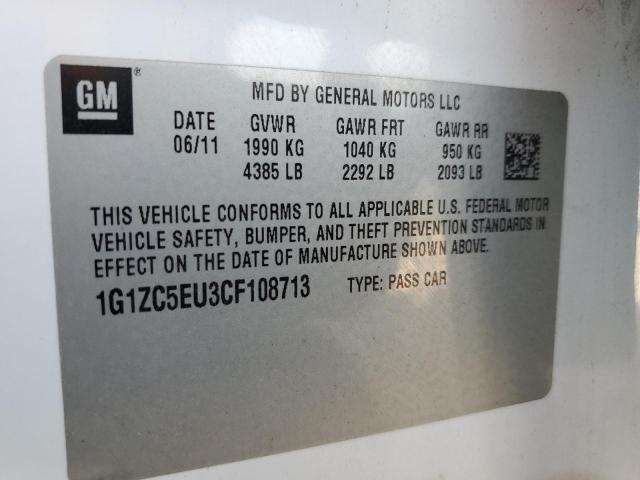 GM ®
MFD BY GENERAL MOTORS LLC
DATE GVWR GAWR FRT GAWR RR
06/11 1990 KG 1040 KG 950 KG
4385 LB 2292 LB 2093 LB
THIS VEHICLE CONFORMS TO ALL APPLICABLE U.S. FEDERAL MOTOR
VEHICLE SAFETY, BUMPER, AND THEFT PREVENTION STANDARDS IN
EFFECT ON THE DATE OF MANUFACTURE SHOWN ABOVE.
1G1ZC5EU3CF108713 TYPE: PASS CAR